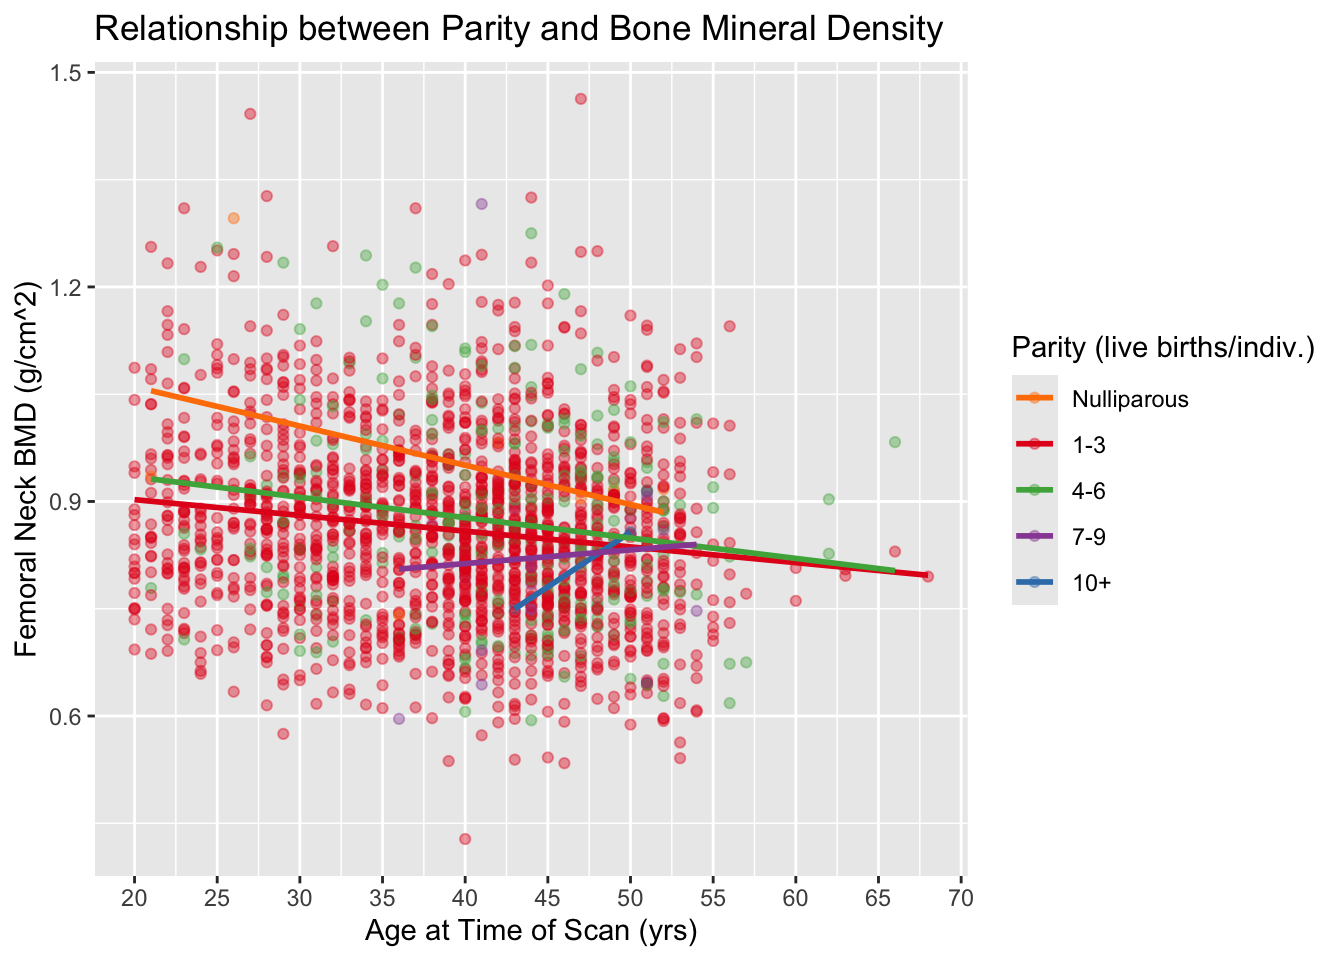 Relationship between Parity and Bone Mineral Density
Femoral Neck BMD (g/cm^2)
1.5
1.2
0.9
0.6
20 25 30 35 40 45 50 55 60 65 70
Age at Time of Scan (yrs)
Parity (live births/indiv.)
Nulliparous
1-3
4-6
7-9
10+